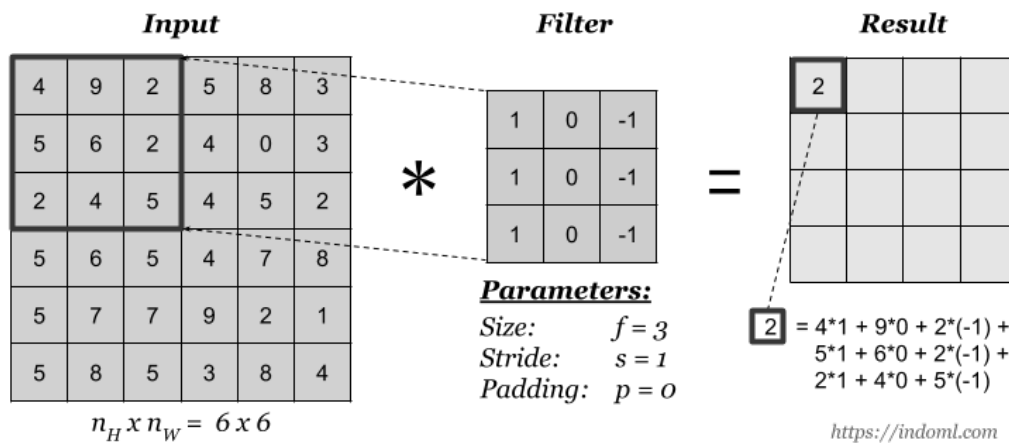 Input
Filter
Result
4 9 2 5 8 3
5 6 2 4 0 3
2 4 5 4 5 2
5 6 5 4 7 8
5 7 7 9 2 1
5 8 5 3 8 4
n_H x n_W = 6 x 6
*
1 0 -1
1 0 -1
1 0 -1
Parameters:
Size: f = 3
Stride: s = 1
Padding: p = 0
=
2
2 = 4*1 + 9*0 + 2*(-1) +
5*1 + 6*0 + 2*(-1) +
2*1 + 4*0 + 5*(-1)
https://indoml.com